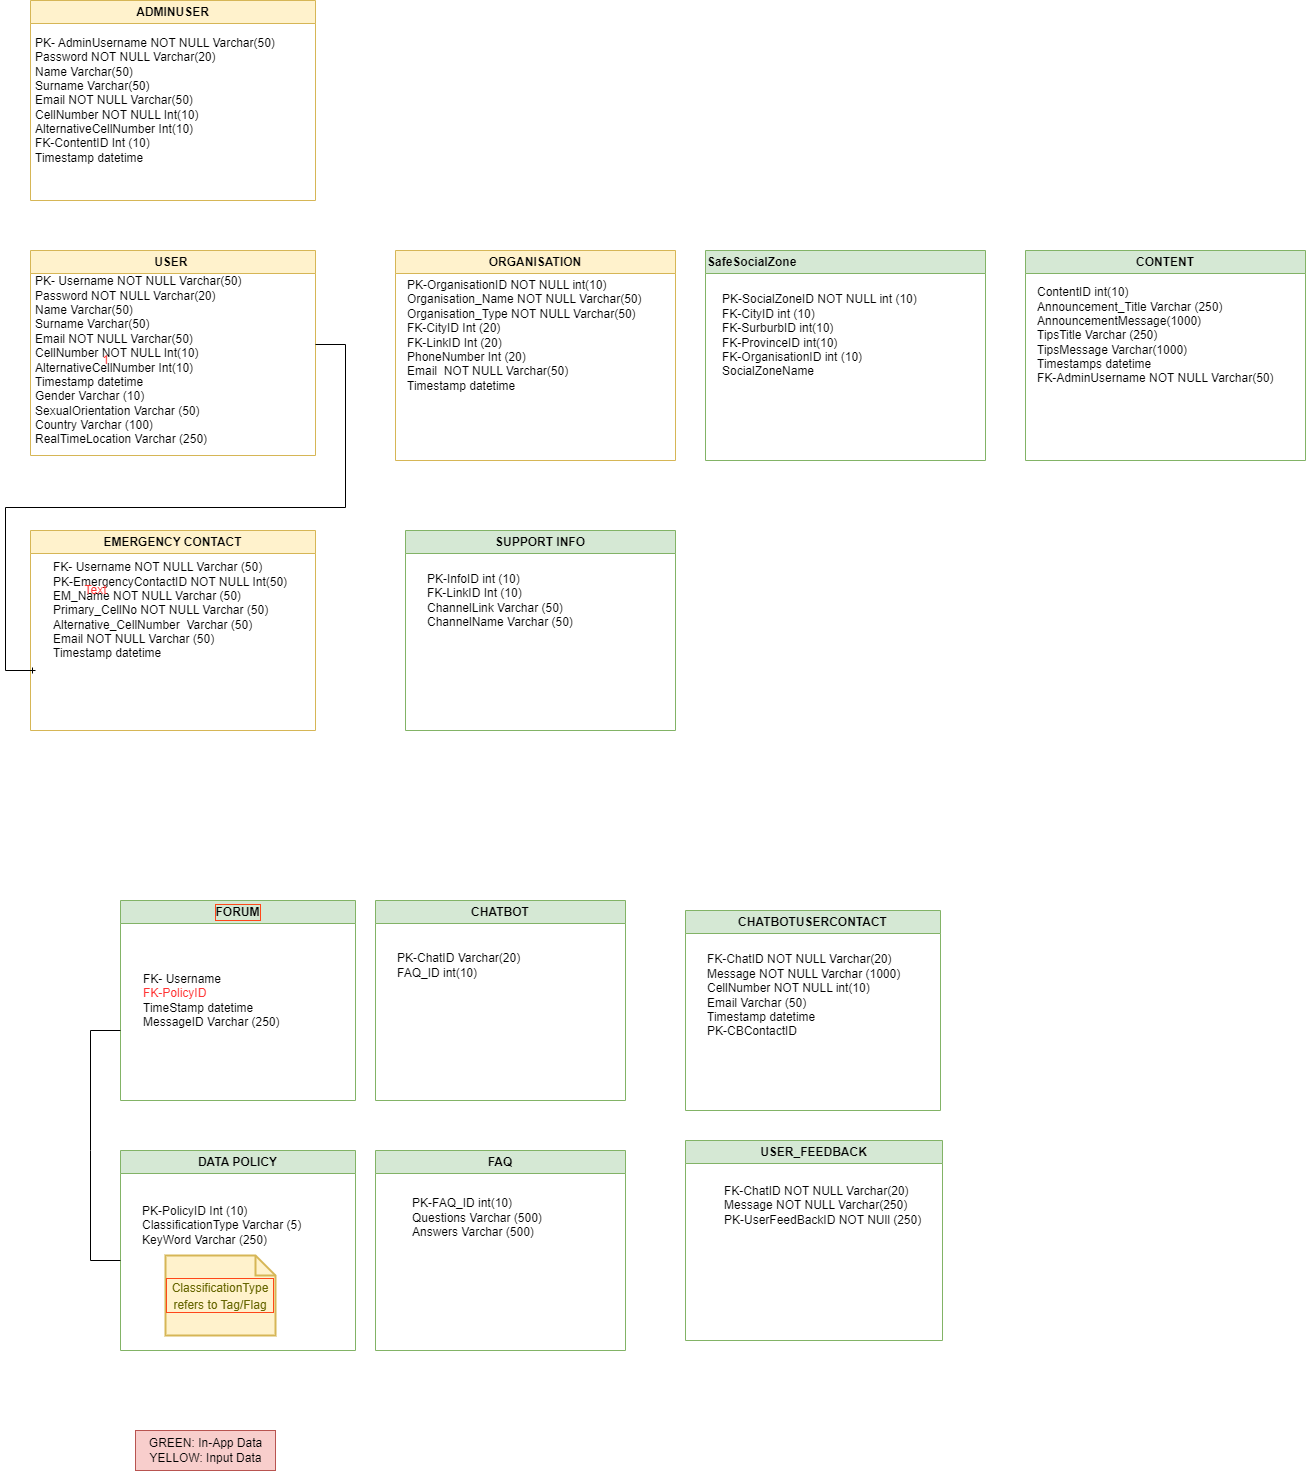 ADMINUSER
PK- AdminUsername NOT NULL Varchar(50)
Password NOT NULL Varchar(20)
Name Varchar(50)
Surname Varchar(50)
Email NOT NULL Varchar(50)
CellNumber NOT NULL Int(10)
AlternativeCellNumber Int(10)
FK-ContentID Int (10)
Timestamp datetime
USER
PK- Username NOT NULL Varchar(50)
Password NOT NULL Varchar(20)
Name Varchar(50)
Surname Varchar(50)
Email NOT NULL Varchar(50)
CellNumber NOT NULL Int(10)
AlternativeCellNumber Int(10)
Timestamp datetime
Gender Varchar (10)
SexualOrientation Varchar (50)
Country Varchar (100)
RealTimeLocation Varchar (250)
ORGANISATION
PK-OrganisationID NOT NULL int(10)
Organisation_Name NOT NULL Varchar(50)
Organisation_Type NOT NULL Varchar(50)
FK-CityID Int (20)
FK-LinkID Int (20)
PhoneNumber Int (20)
Email  NOT NULL Varchar(50)
Timestamp datetime
SafeSocialZone
PK-SocialZoneID NOT NULL int (10)
FK-CityID int (10)
FK-SurburbID int(10)
FK-ProvinceID int(10)
FK-OrganisationID int (10)
SocialZoneName
CONTENT
ContentID int(10)
Announcement_Title Varchar (250)
AnnouncementMessage(1000)
TipsTitle Varchar (250)
TipsMessage Varchar(1000)
Timestamps datetime
FK-AdminUsername NOT NULL Varchar(50)
EMERGENCY CONTACT
FK- Username NOT NULL Varchar (50)
PK-EmergencyContactID NOT NULL Int(50)
Text
EM_Name NOT NULL Varchar (50)
Primary_CellNo NOT NULL Varchar (50)
Alternative_CellNumber  Varchar (50)
Email NOT NULL Varchar (50)
Timestamp datetime
SUPPORT INFO
PK-InfoID int (10)
FK-LinkID Int (10)
ChannelLink Varchar (50)
ChannelName Varchar (50)
FORUM
FK- Username
FK-PolicyID
TimeStamp datetime
MessageID Varchar (250)
CHATBOT
PK-ChatID Varchar(20)
FAQ_ID int(10)
CHATBOTUSERCONTACT
FK-ChatID NOT NULL Varchar(20)
Message NOT NULL Varchar (1000)
CellNumber NOT NULL int(10)
Email Varchar (50)
Timestamp datetime
PK-CBContactID
DATA POLICY
PK-PolicyID Int (10)
ClassificationType Varchar (5)
KeyWord Varchar (250)
ClassificationType
refers to Tag/Flag
FAQ
PK-FAQ_ID int(10)
Questions Varchar (500)
Answers Varchar (500)
USER_FEEDBACK
FK-ChatID NOT NULL Varchar(20)
Message NOT NULL Varchar(250)
PK-UserFeedBackID NOT NUll (250)
GREEN: In-App Data
YELLOW: Input Data